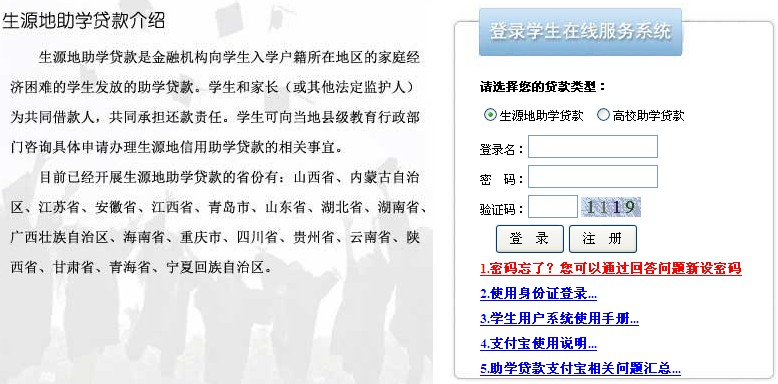 生源地助学贷款介绍
生源地助学贷款是金融机构向学生入学户籍所在地区的家庭经
济困难的学生发放的助学贷款。学生和家长（或其他法定监护人）
为共同借款人，共同承担还款责任。学生可向当地县级教育行政部
门咨询具体申请办理生源地信用助学贷款的相关事宜。
目前已经开展生源地助学贷款的省份有：山西省、内蒙古自治
区、江苏省、安徽省、江西省、青岛市、山东省、湖北省、湖南省、
广西壮族自治区、海南省、重庆市、四川省、贵州省、云南省、陕
西省、甘肃省、青海省、宁夏回族自治区。
登录学生在线服务系统
请选择您的贷款类型：
生源地助学贷款 高校助学贷款
登录名：
密 码：
验证码： 1119
登 录 注 册
1.密码忘了？您可以通过回答问题新设密码
2.使用身份证登录...
3.学生用户系统使用手册...
4.支付宝使用说明...
5.助学贷款支付宝相关问题汇总...